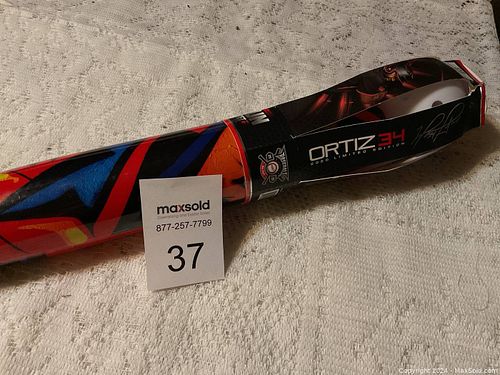 ORTIZ 34
2020 LIMITED EDITION
maxsold
877-257-7799
37
Copyright 2024 - MaxSold.com